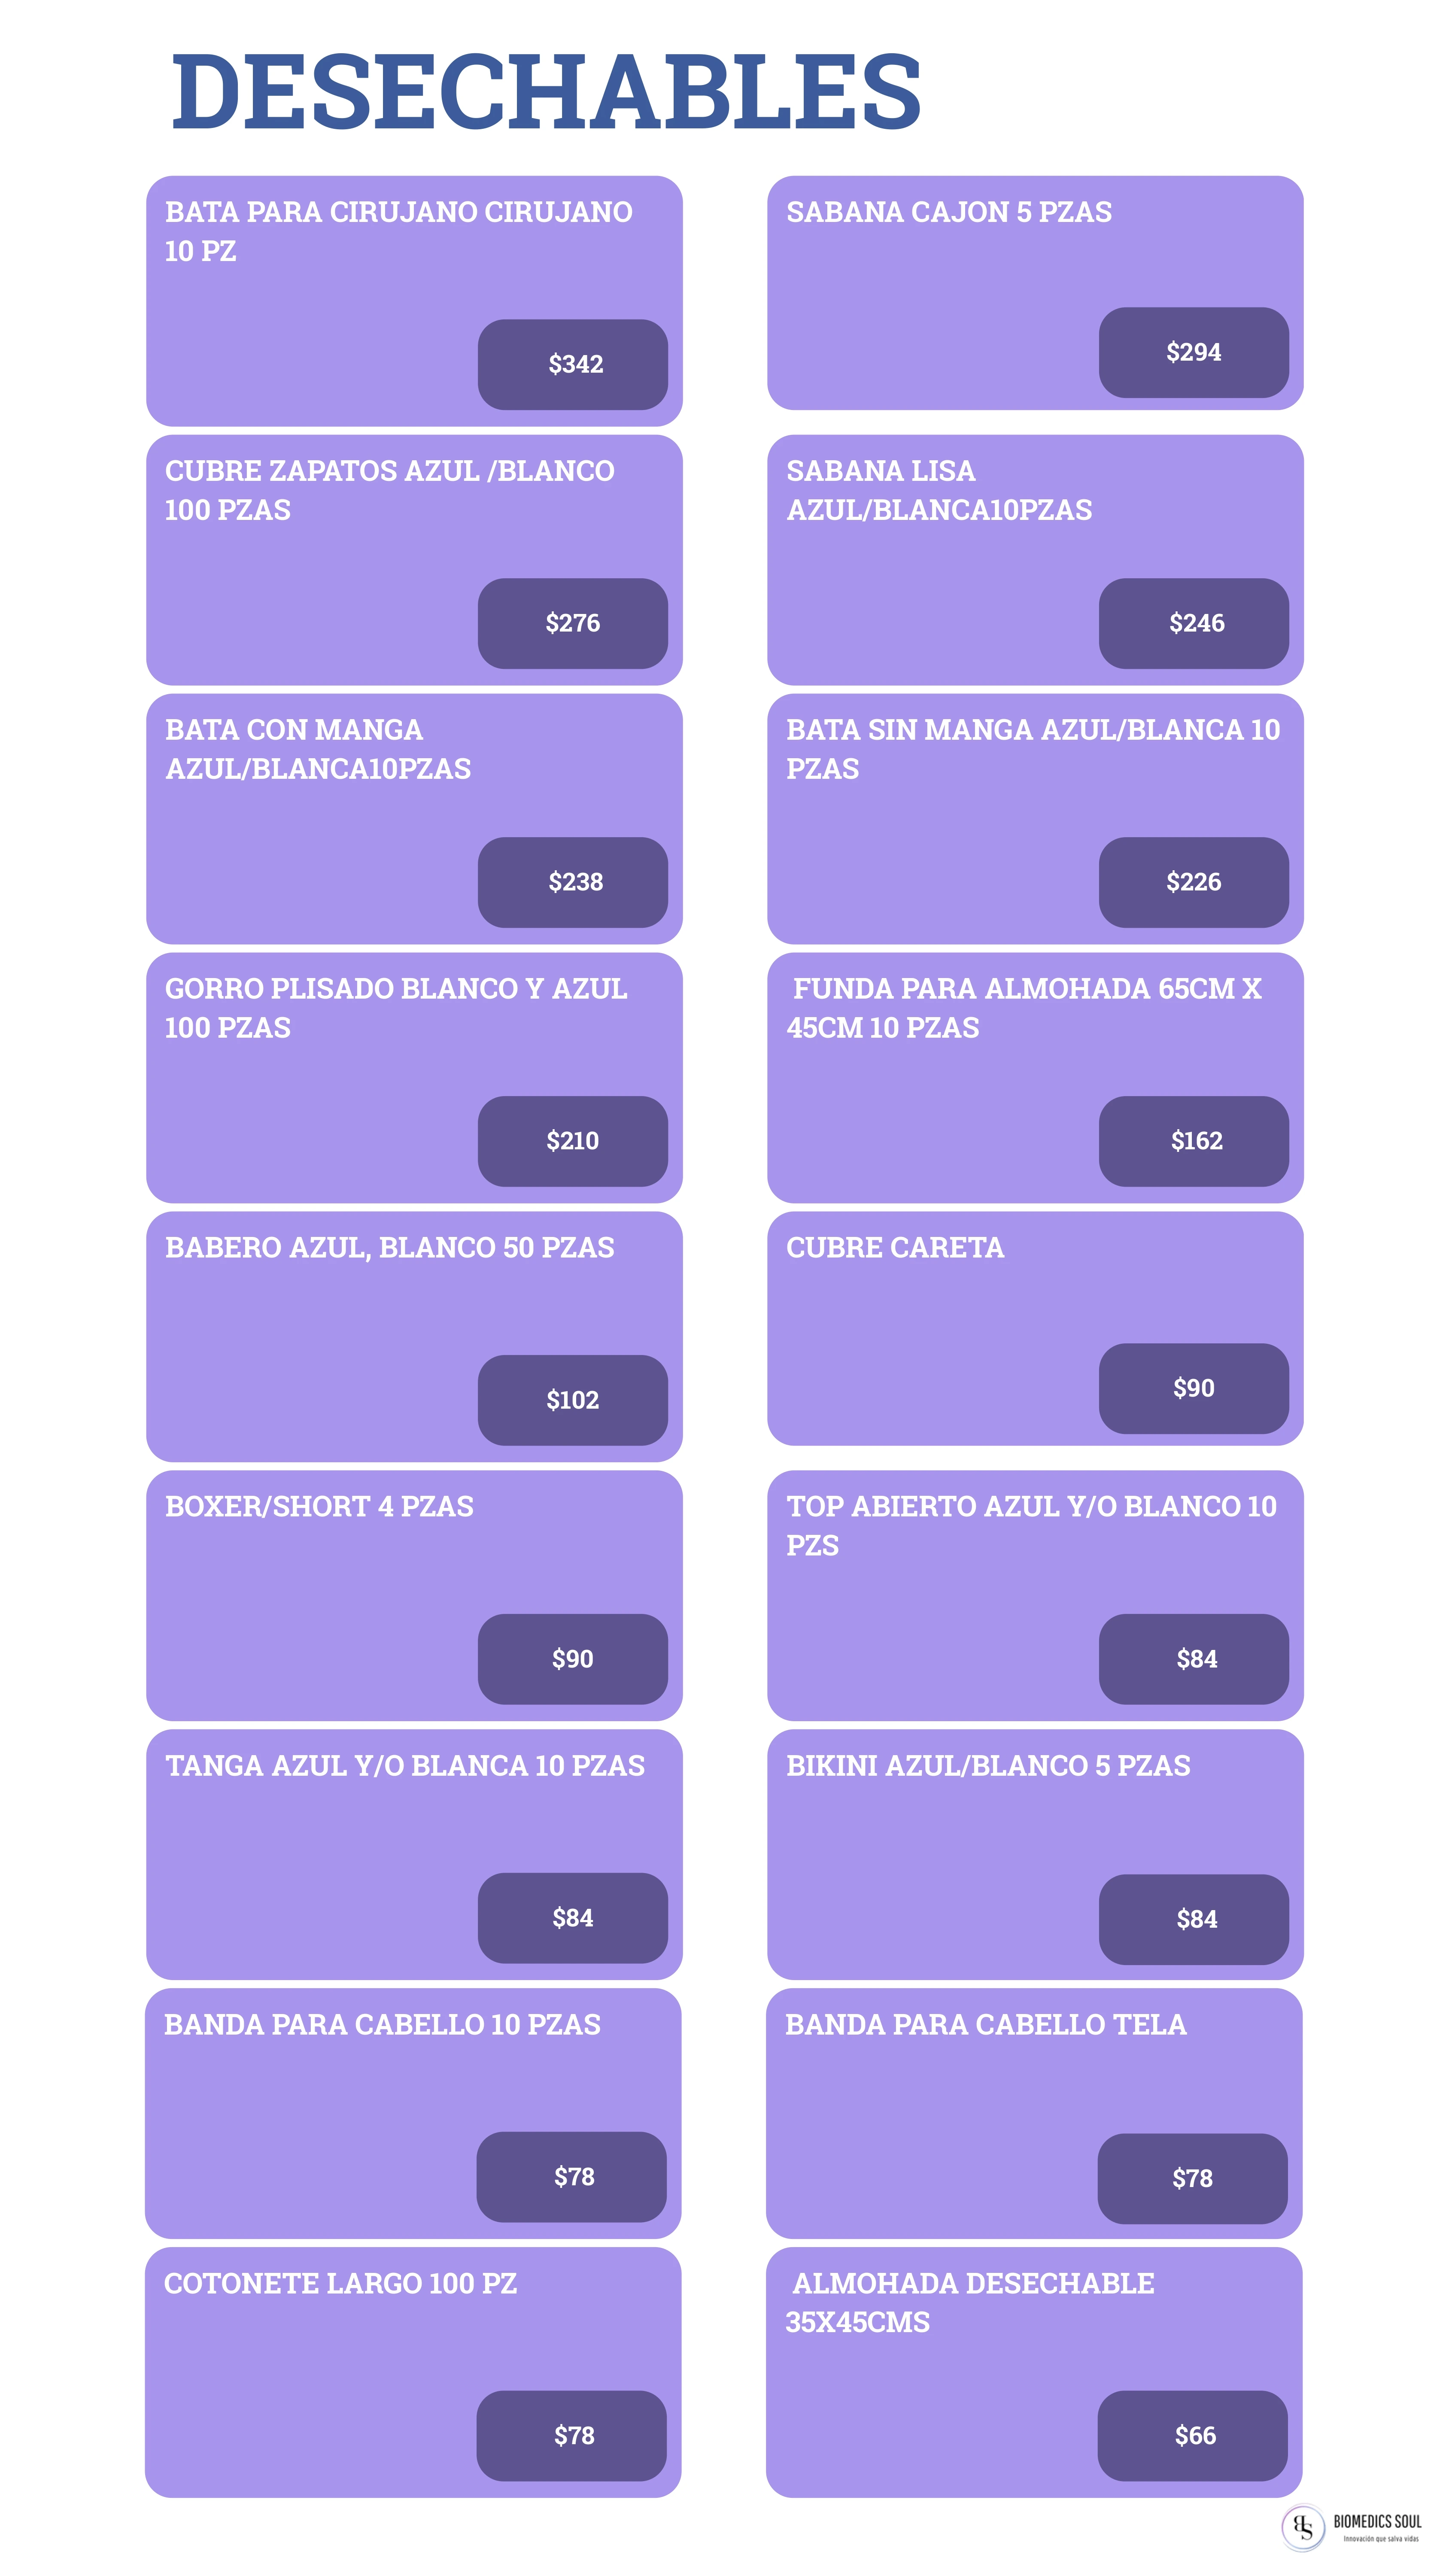 DESECHABLES
BATA PARA CIRUJANO CIRUJANO
10 PZ
$342
SABANA CAJON 5 PZAS
$294
CUBRE ZAPATOS AZUL /BLANCO
100 PZAS
$276
SABANA LISA
AZUL/BLANCA10PZAS
$246
BATA CON MANGA
AZUL/BLANCA10PZAS
$238
BATA SIN MANGA AZUL/BLANCA 10
PZAS
$226
GORRO PLISADO BLANCO Y AZUL
100 PZAS
$210
FUNDA PARA ALMOHADA 65CM X
45CM 10 PZAS
$162
BABERO AZUL, BLANCO 50 PZAS
$102
CUBRE CARETA
$90
BOXER/SHORT 4 PZAS
$90
TOP ABIERTO AZUL Y/O BLANCO 10
PZS
$84
TANGA AZUL Y/O BLANCA 10 PZAS
$84
BIKINI AZUL/BLANCO 5 PZAS
$84
BANDA PARA CABELLO 10 PZAS
$78
BANDA PARA CABELLO TELA
$78
COTONETE LARGO 100 PZ
$78
ALMOHADA DESECHABLE
35X45CMS
$66
BS
BIOMEDICS SOUL
Innovación que salva vidas